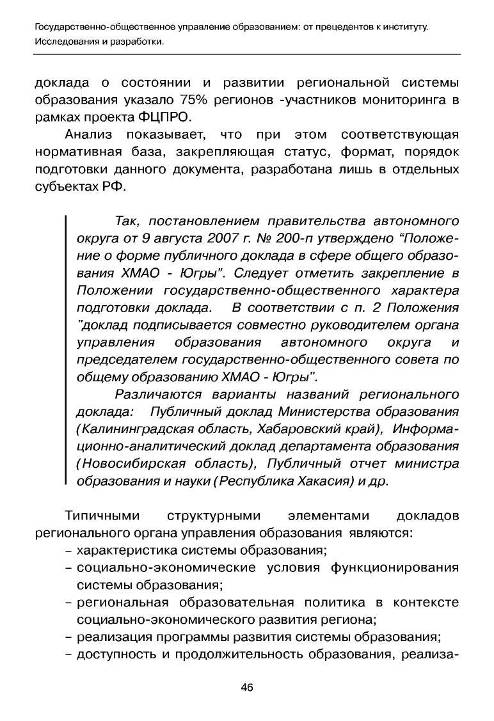 Государственно-общественное управление образованием: от прецедентов к институту.
Исследования и разработки.
доклада о состоянии и развитии региональной системы
образования указало 75% регионов -участников мониторинга в
рамках проекта ФЦПРО.
Анализ показывает, что при этом соответствующая
нормативная база, закрепляющая статус, формат, порядок
подготовки данного документа, разработана лишь в отдельных
субъектах РФ.
Так, постановлением правительства автономного
округа от 9 августа 2007 г. № 200-п утверждено “Положе-
ние о форме публичного доклада в сфере общего образо-
вания ХМАО - Югры”. Следует отметить закрепление в
Положении государственно-общественного характера
подготовки доклада. В соответствии с п. 2 Положения
"доклад подписывается совместно руководителем органа
управления образования автономного округа и
председателем государственно-общественного совета по
общему образованию ХМАО - Югры".
Различаются варианты названий регионального
доклада: Публичный доклад Министерства образования
(Калининградская область, Хабаровский край), Информа-
ционно-аналитический доклад департамента образования
(Новосибирская область), Публичный отчет министра
образования и науки (Республика Хакасия) и др.
Типичными структурными элементами докладов
регионального органа управления образования являются:
– характеристика системы образования;
– социально-экономические условия функционирования
системы образования;
– региональная образовательная политика в контексте
социально-экономического развития региона;
– реализация программы развития системы образования;
– доступность и продолжительность образования, реализа-
46